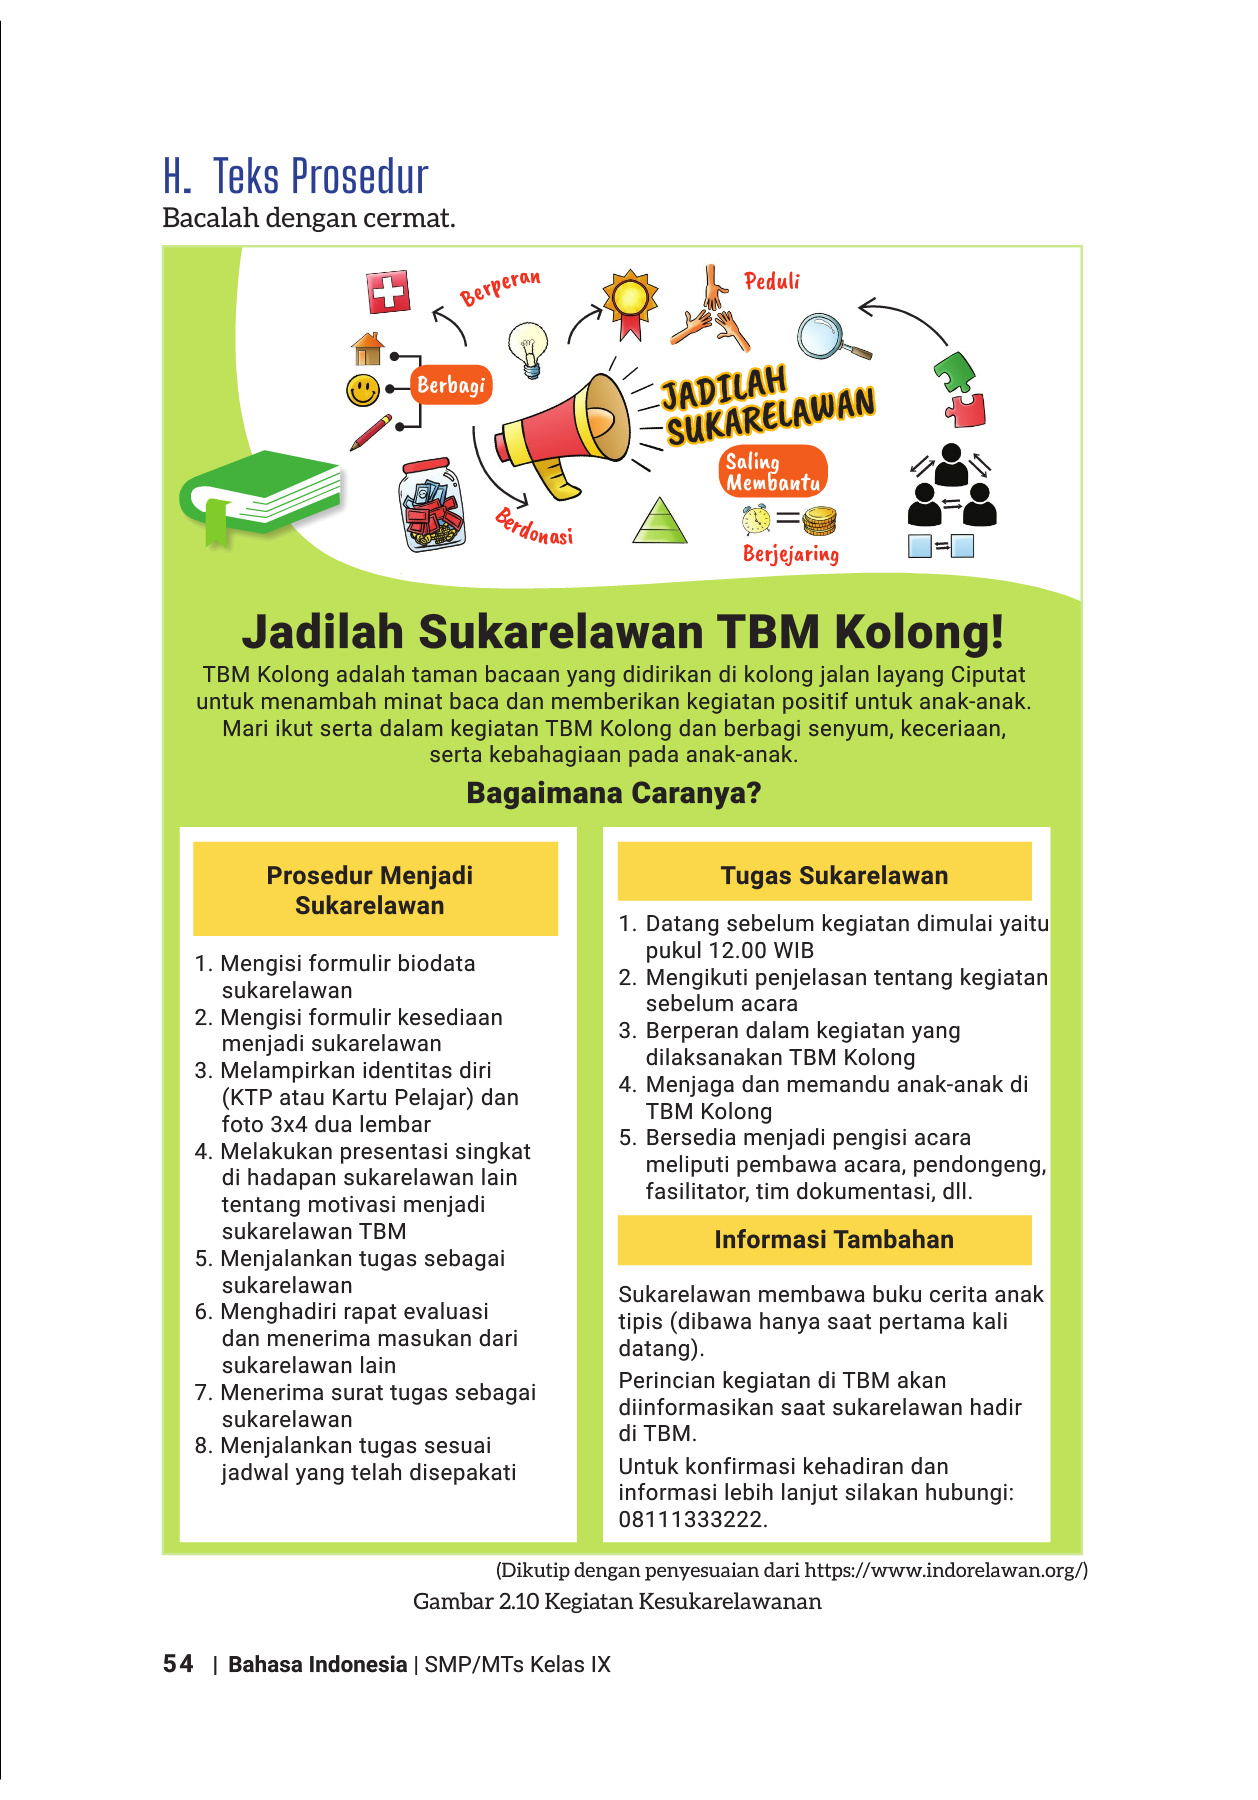 H. Teks Prosedur
Bacalah dengan cermat.
Berperan
Peduli
Berbagi
JADILAH
SUKARELAWAN
Saling
Membantu
Berdonasi
Berjejaring
Jadilah Sukarelawan TBM Kolong!
TBM Kolong adalah taman bacaan yang didirikan di kolong jalan layang Ciputat
untuk menambah minat baca dan memberikan kegiatan positif untuk anak-anak.
Mari ikut serta dalam kegiatan TBM Kolong dan berbagi senyum, keceriaan,
serta kebahagiaan pada anak-anak.
Bagaimana Caranya?
Prosedur Menjadi
Sukarelawan
1. Mengisi formulir biodata
sukarelawan
2. Mengisi formulir kesediaan
menjadi sukarelawan
3. Melampirkan identitas diri
(KTP atau Kartu Pelajar) dan
foto 3x4 dua lembar
4. Melakukan presentasi singkat
di hadapan sukarelawan lain
tentang motivasi menjadi
sukarelawan TBM
5. Menjalankan tugas sebagai
sukarelawan
6. Menghadiri rapat evaluasi
dan menerima masukan dari
sukarelawan lain
7. Menerima surat tugas sebagai
sukarelawan
8. Menjalankan tugas sesuai
jadwal yang telah disepakati
Tugas Sukarelawan
1. Datang sebelum kegiatan dimulai yaitu
pukul 12.00 WIB
2. Mengikuti penjelasan tentang kegiatan
sebelum acara
3. Berperan dalam kegiatan yang
dilaksanakan TBM Kolong
4. Menjaga dan memandu anak-anak di
TBM Kolong
5. Bersedia menjadi pengisi acara
meliputi pembawa acara, pendongeng,
fasilitator, tim dokumentasi, dll.
Informasi Tambahan
Sukarelawan membawa buku cerita anak
tipis (dibawa hanya saat pertama kali
datang).
Perincian kegiatan di TBM akan
diinformasikan saat sukarelawan hadir
di TBM.
Untuk konfirmasi kehadiran dan
informasi lebih lanjut silakan hubungi:
08111333222.
(Dikutip dengan penyesuaian dari https://www.indorelawan.org/)
Gambar 2.10 Kegiatan Kesukarelawanan
54 | Bahasa Indonesia | SMP/MTs Kelas IX